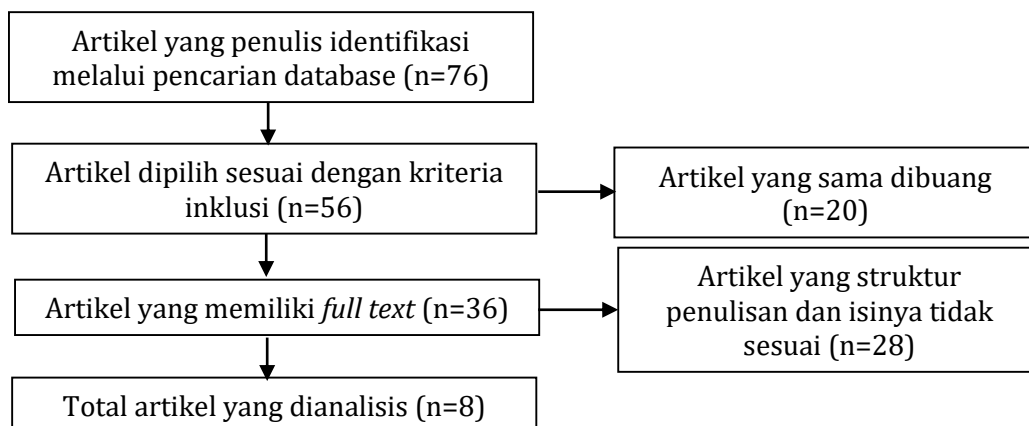 Artikel yang penulis identifikasi
melalui pencarian database (n=76)
Artikel dipilih sesuai dengan kriteria
inklusi (n=56)
Artikel yang sama dibuang
(n=20)
Artikel yang memiliki full text (n=36)
Artikel yang struktur
penulisan dan isinya tidak
sesuai (n=28)
Total artikel yang dianalisis (n=8)